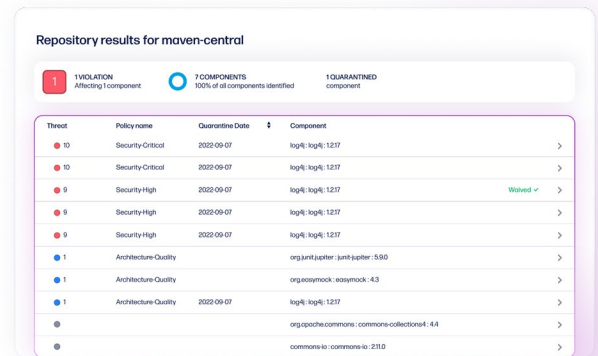 Repository results for maven-central
1 1 VIOLATION 7 COMPONENTS 1 QUARANTINED
Affecting 1 component 100% of all components identified component
Threat Policy name Quarantine Date Component
10 Security-Critical 2022-09-07 log4j : log4j : 1.2.17
10 Security-Critical 2022-09-07 log4j : log4j : 1.2.17
9 Security-High 2022-09-07 log4j : log4j : 1.2.17 Waived
9 Security-High 2022-09-07 log4j : log4j : 1.2.17
9 Security-High 2022-09-07 log4j : log4j : 1.2.17
1 Architecture-Quality org.junit.jupiter : junit-jupiter : 5.9.0
1 Architecture-Quality org.easymock : easymock : 4.3
1 Architecture-Quality 2022-09-07 log4j : log4j : 1.2.17
org.apache.commons : commons-collections4 : 4.4
commons-io : commons-io : 2.11.0